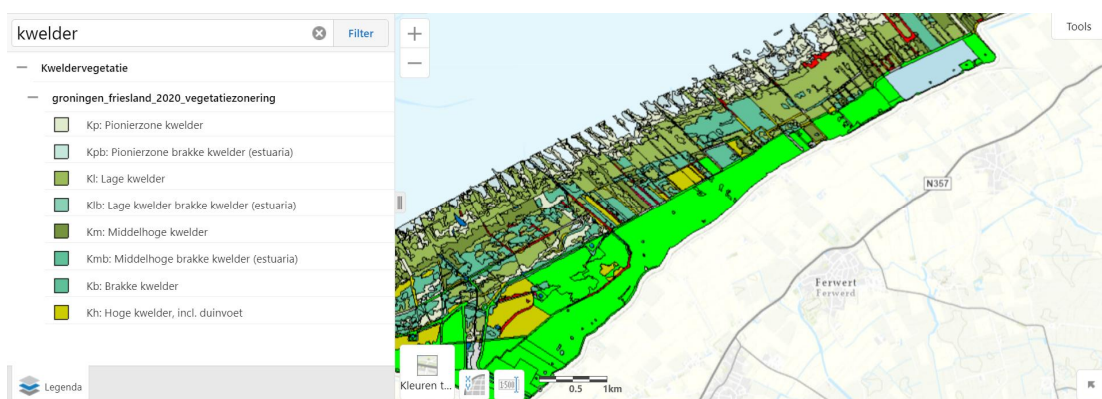 kwelder
Filter
Kweldervegetatie
groningen_friesland_2020_vegetatiezonering
Kp: Pionierzone kwelder
Kpb: Pionierzone brakke kwelder (estuaria)
Kl: Lage kwelder
Klb: Lage kwelder brakke kwelder (estuaria)
Km: Middelhoge kwelder
Kmb: Middelhoge brakke kwelder (estuaria)
Kb: Brakke kwelder
Kh: Hoge kwelder, incl. duinvoet
Legenda
Tools
N357
Ferwert
Ferwerd
Kleuren t...
X Y
1:500
0.5 1km